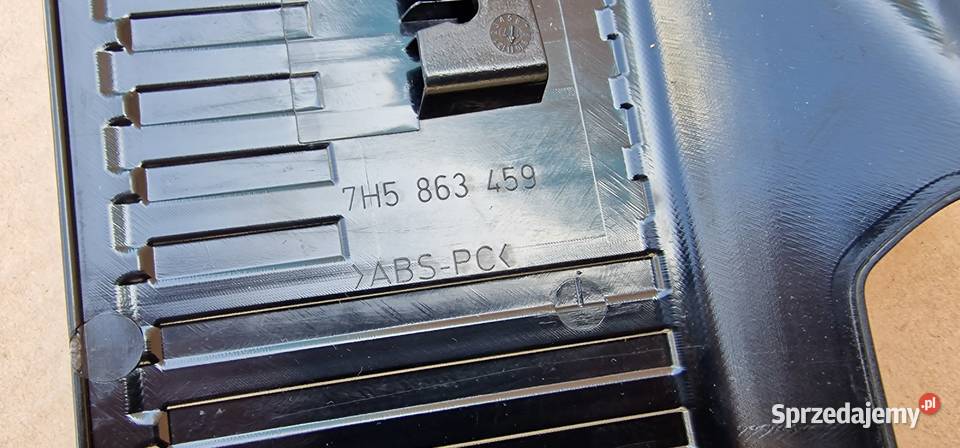 7H5 863 459
>ABS-PC<
Sprzedajemy.pl